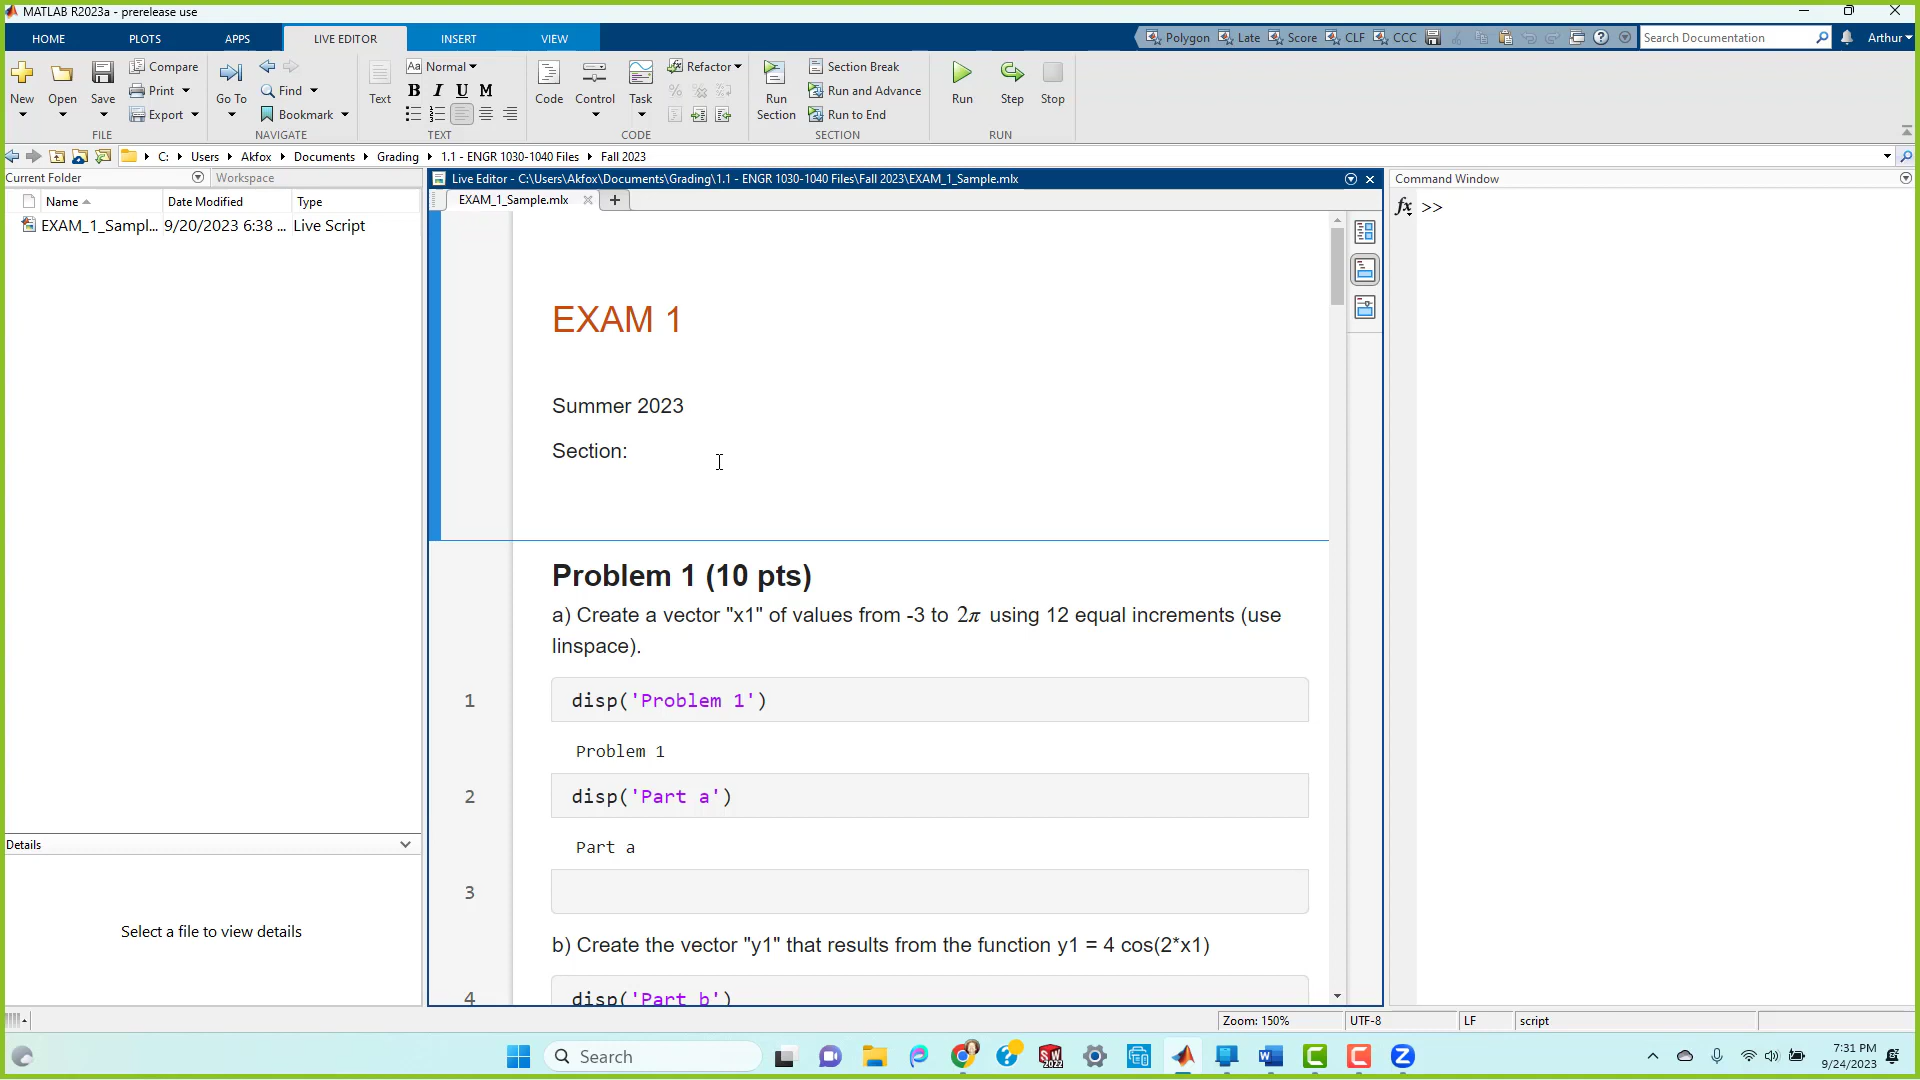 MATLAB R2023a - prerelease use
HOME PLOTS APPS LIVE EDITOR INSERT VIEW
Polygon Late Score CLF CCC Search Documentation Arthur
New Open Save Compare Print Export
FILE
Go To Find Bookmark
NAVIGATE
Text Aa Normal
B I U M
TEXT
Code Control Task Refactor
CODE
Run Section Section Break
Run and Advance
Run to End
SECTION
Run Step Stop
RUN
C: Users Akfox Documents Grading 1.1 - ENGR 1030-1040 Files Fall 2023
Current Folder Workspace
Name Date Modified Type
EXAM_1_Sampl... 9/20/2023 6:38 ... Live Script
Details
Select a file to view details
Live Editor - C:\Users\Akfox\Documents\Grading\1.1 - ENGR 1030-1040 Files\Fall 2023\EXAM_1_Sample.mlx
EXAM_1_Sample.mlx +
EXAM 1
Summer 2023
Section:
Problem 1 (10 pts)
a) Create a vector "x1" of values from -3 to 2π using 12 equal increments (use
linspace).
1 disp('Problem 1')
Problem 1
2 disp('Part a')
Part a
3
b) Create the vector "y1" that results from the function y1 = 4 cos(2*x1)
4 disp('Part b')
Command Window
fx >>
Zoom: 150% UTF-8 LF script
Search
SW 2022
7:31 PM
9/24/2023